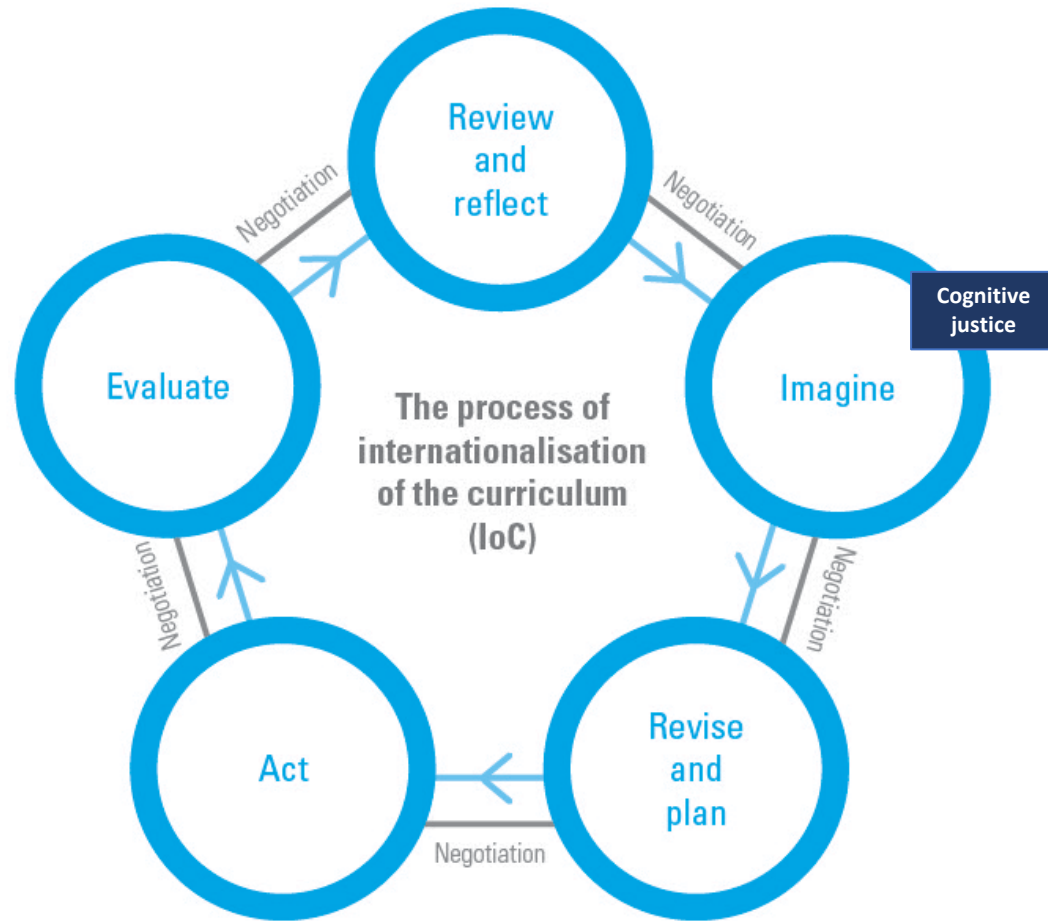 Review
and
reflect
Negotiation
Negotiation
Cognitive
justice
Evaluate
Imagine
The process of
internationalisation
of the curriculum
(IoC)
Negotiation
Negotiation
Act
Revise
and
plan
Negotiation